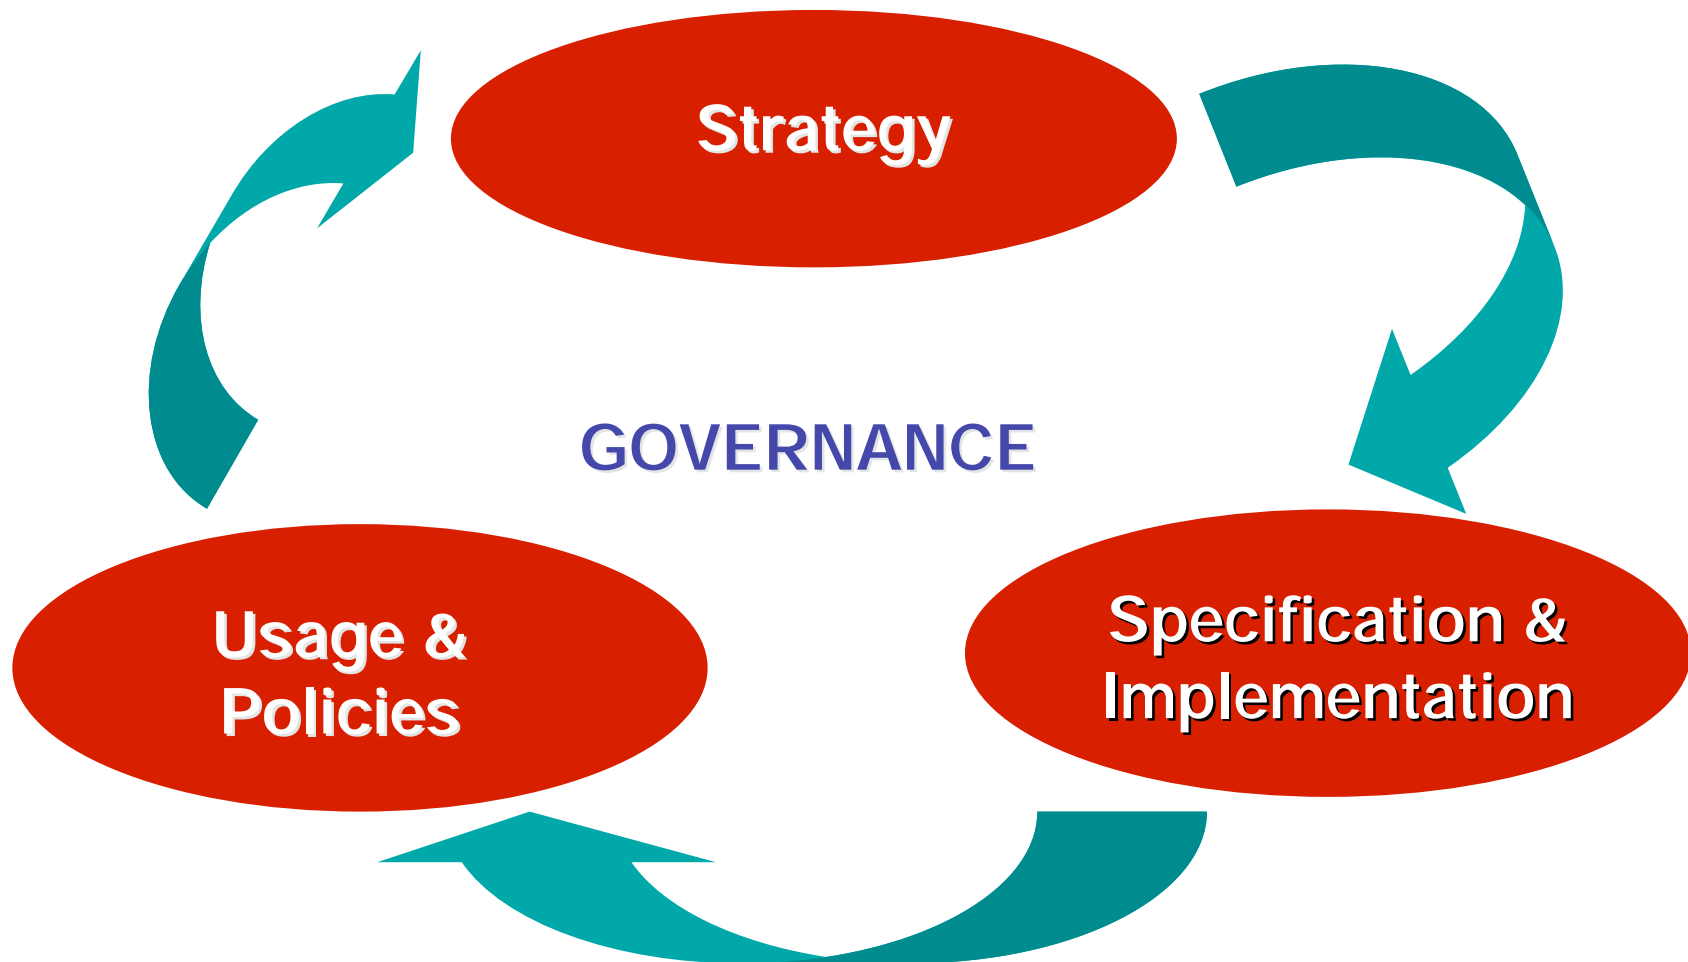 Strategy
GOVERNANCE
Usage &
Policies
Specification &
Implementation